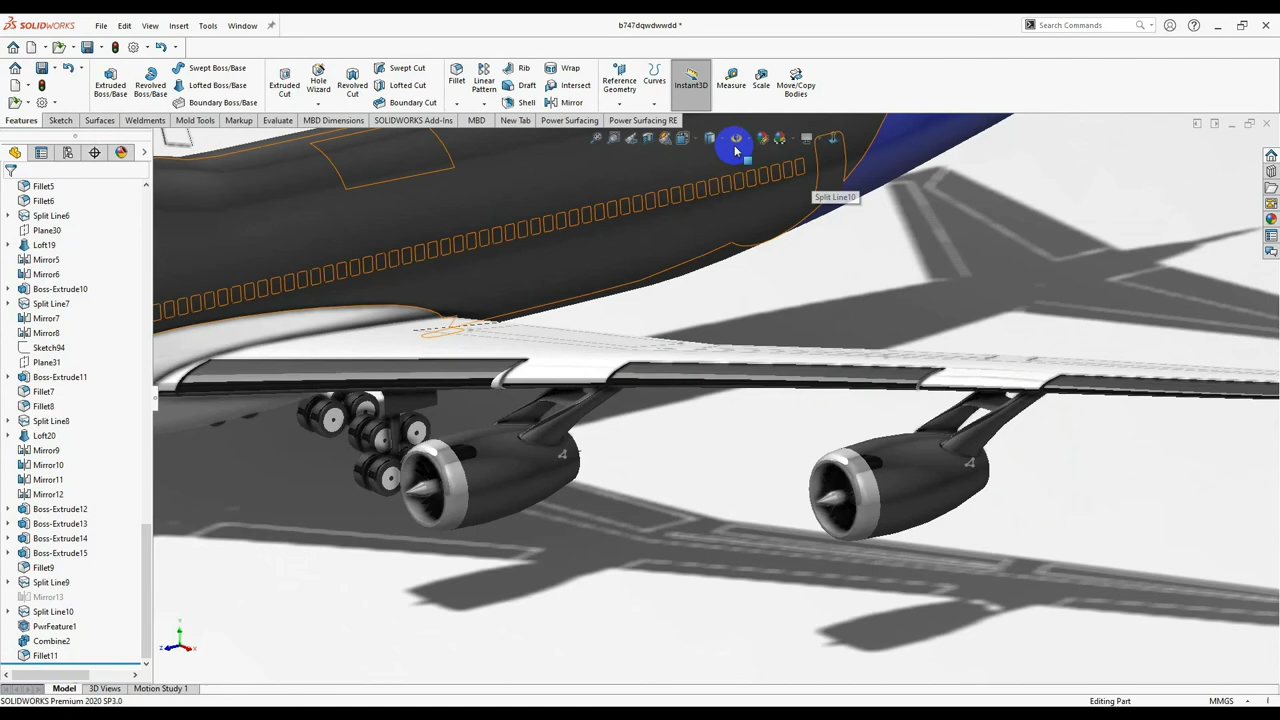 SOLIDWORKS
File
Edit
View
Insert
Tools
Window
b747dqwdwwdd *
Search Commands
Extruded Boss/Base
Revolved Boss/Base
Swept Boss/Base
Lofted Boss/Base
Boundary Boss/Base
Extruded Cut
Hole Wizard
Revolved Cut
Swept Cut
Lofted Cut
Boundary Cut
Fillet
Linear Pattern
Rib
Draft
Shell
Wrap
Intersect
Mirror
Reference Geometry
Curves
Instant3D
Measure
Scale
Move/Copy Bodies
Features
Sketch
Surfaces
Weldments
Mold Tools
Markup
Evaluate
MBD Dimensions
SOLIDWORKS Add-Ins
MBD
New Tab
Power Surfacing
Power Surfacing RE
Fillet5
Fillet6
Split Line6
Plane30
Loft19
Mirror5
Mirror6
Boss-Extrude10
Split Line7
Mirror7
Mirror8
Sketch94
Plane31
Boss-Extrude11
Fillet7
Fillet8
Split Line8
Loft20
Mirror9
Mirror10
Mirror11
Mirror12
Boss-Extrude12
Boss-Extrude13
Boss-Extrude14
Boss-Extrude15
Fillet9
Split Line9
Mirror13
Split Line10
PwrFeature1
Combine2
Fillet11
Split Line10
Model
3D Views
Motion Study 1
SOLIDWORKS Premium 2020 SP3.0
Editing Part
MMGS